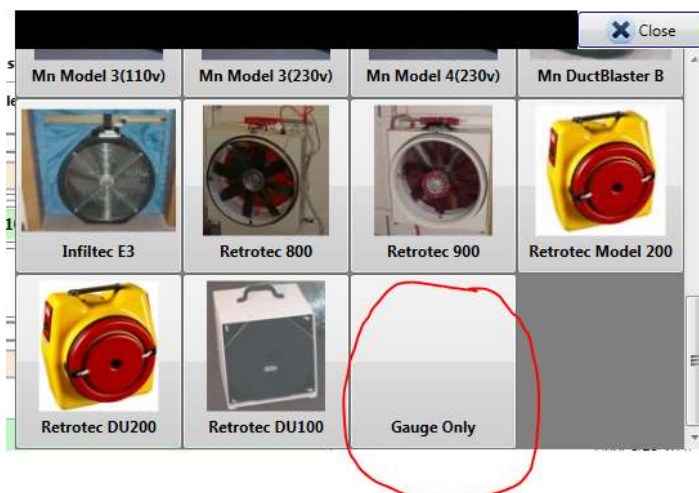 Close
Mn Model 3(110v) Mn Model 3(230v) Mn Model 4(230v) Mn DuctBlaster B
Infiltec E3 Retrotec 800 Retrotec 900 Retrotec Model 200
Retrotec DU200 Retrotec DU100 Gauge Only